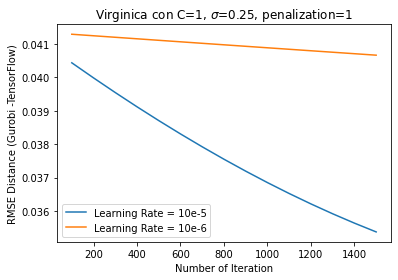 Virginica con C=1, σ=0.25, penalization=1
RMSE Distance (Gurobi -TensorFlow)
0.041
0.040
0.039
0.038
0.037
0.036
Learning Rate = 10e-5
Learning Rate = 10e-6
200 400 600 800 1000 1200 1400
Number of Iteration